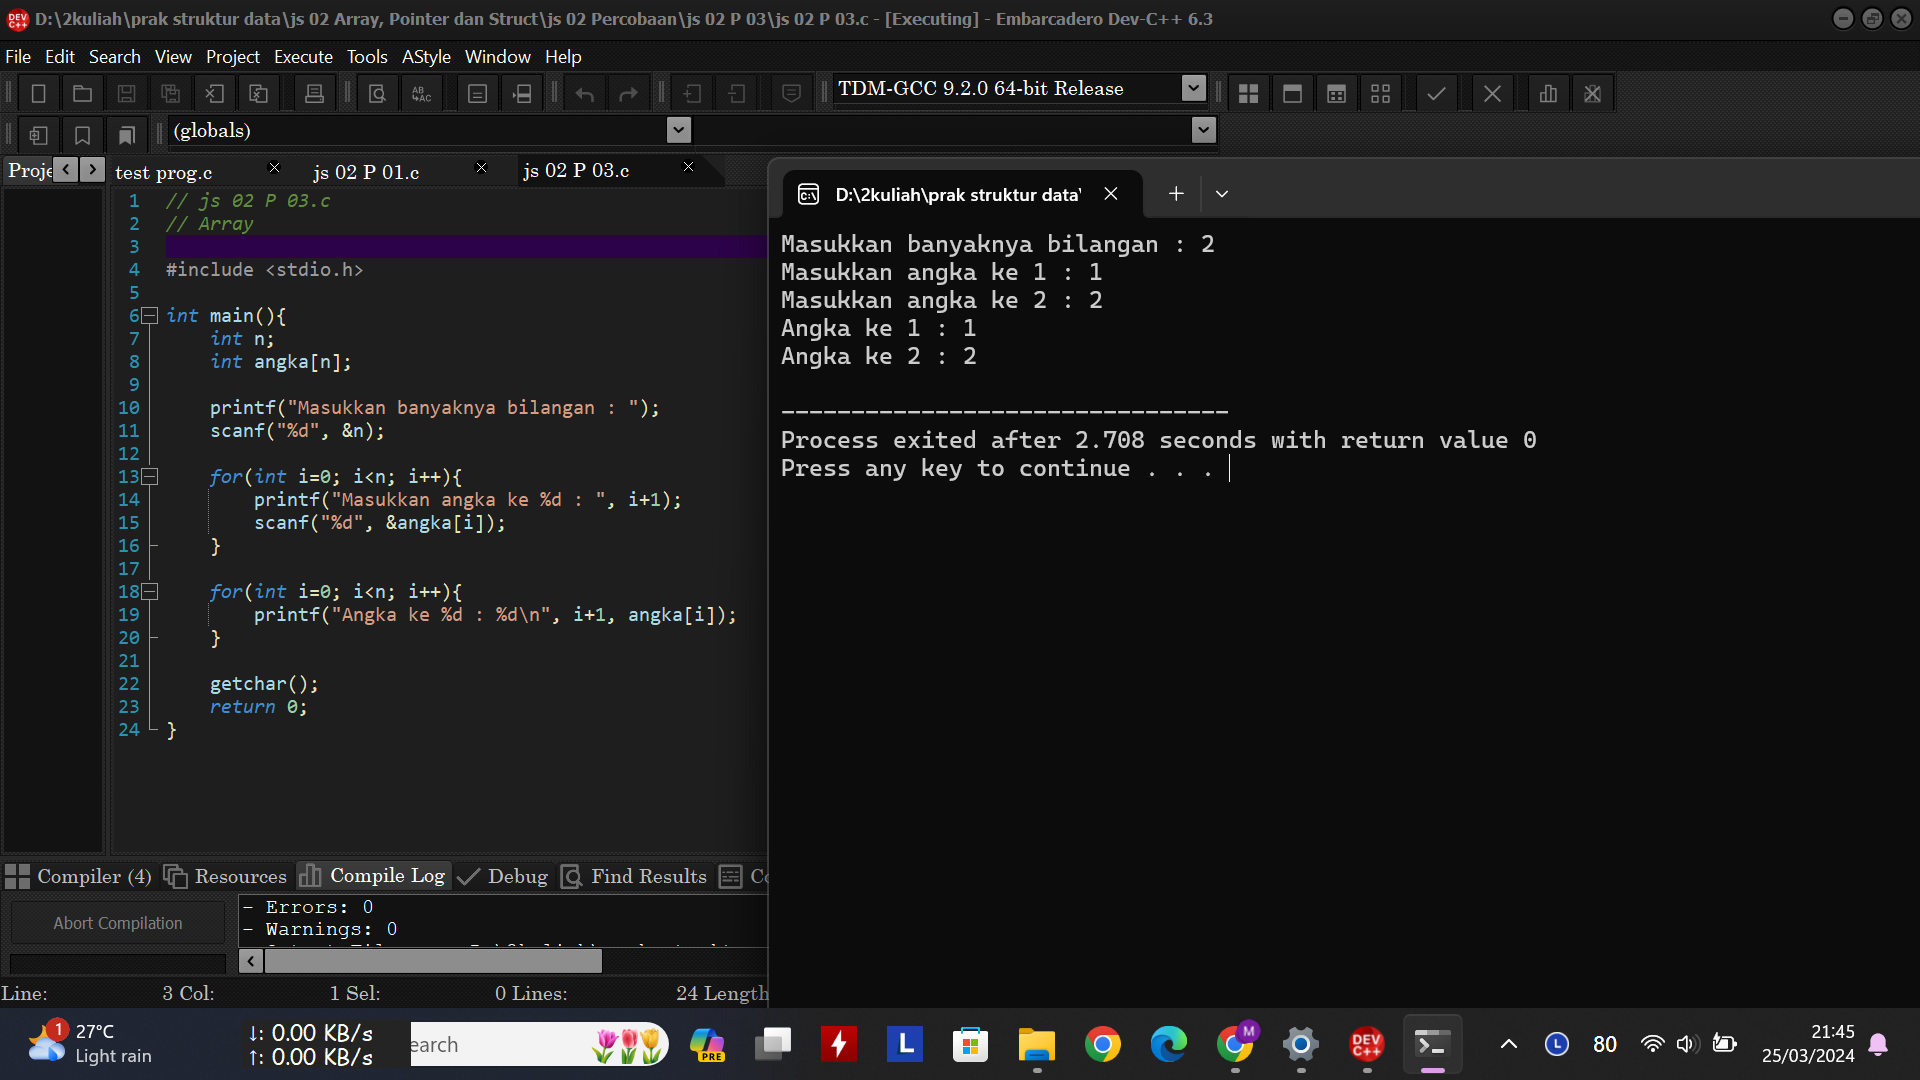 D:\2kuliah\prak struktur data\js 02 Array, Pointer dan Struct\js 02 Percobaan\js 02 P 03\js 02 P 03.c - [Executing] - Embarcadero Dev-C++ 6.3
File Edit Search View Project Execute Tools AStyle Window Help
TDM-GCC 9.2.0 64-bit Release
(globals)
Proje
test prog.c
js 02 P 01.c
js 02 P 03.c
1 // js 02 P 03.c
2 // Array
3
4 #include <stdio.h>
5
6 int main(){
7 int n;
8 int angka[n];
9
10 printf("Masukkan banyaknya bilangan : ");
11 scanf("%d", &n);
12
13 for(int i=0; i<n; i++){
14 printf("Masukkan angka ke %d : ", i+1);
15 scanf("%d", &angka[i]);
16 }
17
18 for(int i=0; i<n; i++){
19 printf("Angka ke %d : %d\n", i+1, angka[i]);
20 }
21
22 getchar();
23 return 0;
24 }
D:\2kuliah\prak struktur data\
Masukkan banyaknya bilangan : 2
Masukkan angka ke 1 : 1
Masukkan angka ke 2 : 2
Angka ke 1 : 1
Angka ke 2 : 2
--------------------------------
Process exited after 2.708 seconds with return value 0
Press any key to continue . . .
Compiler (4) Resources Compile Log Debug Find Results
Abort Compilation
- Errors: 0
- Warnings: 0
Line: 3 Col: 1 Sel: 0 Lines: 24 Length
1 27°C
Light rain
↓: 0.00 KB/s
↑: 0.00 KB/s
earch
PRE
L
M
DEV C++
L
80
21:45
25/03/2024